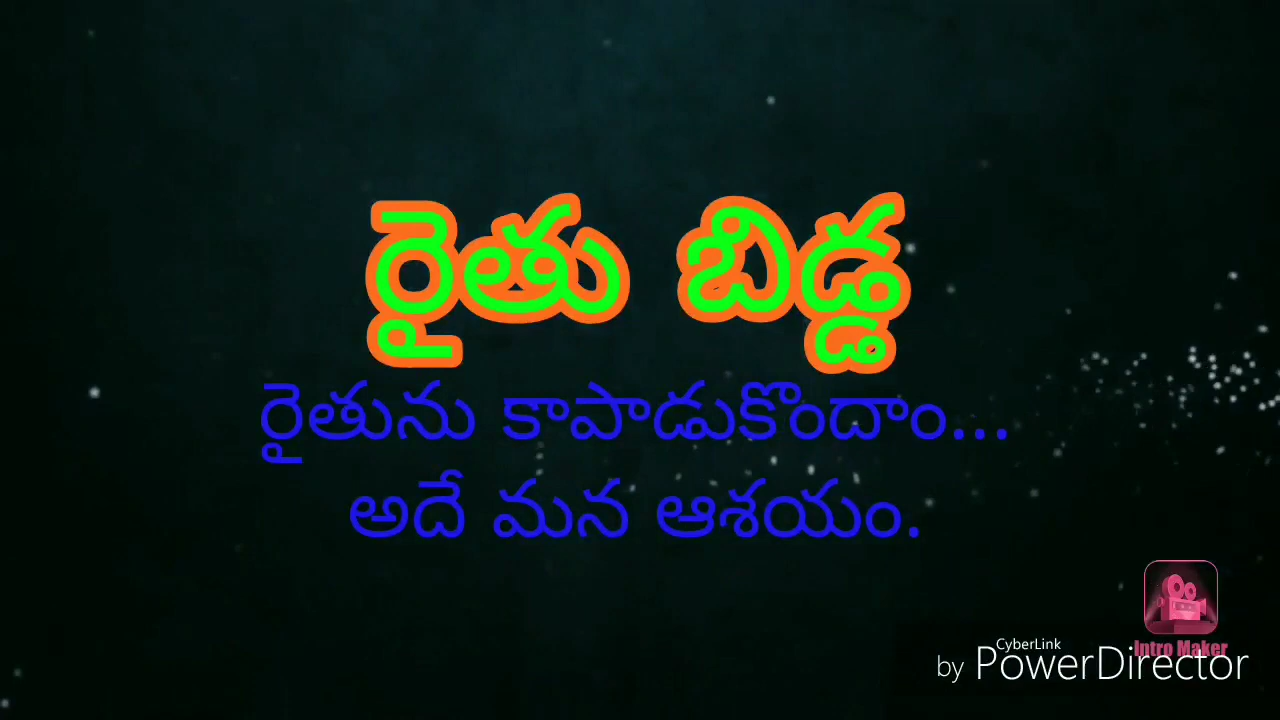 రైతు బిడ్డ
రైతును కాపాడుకొందాం...
అదే మన ఆశయం.
Intro Maker
CyberLink
by PowerDirector